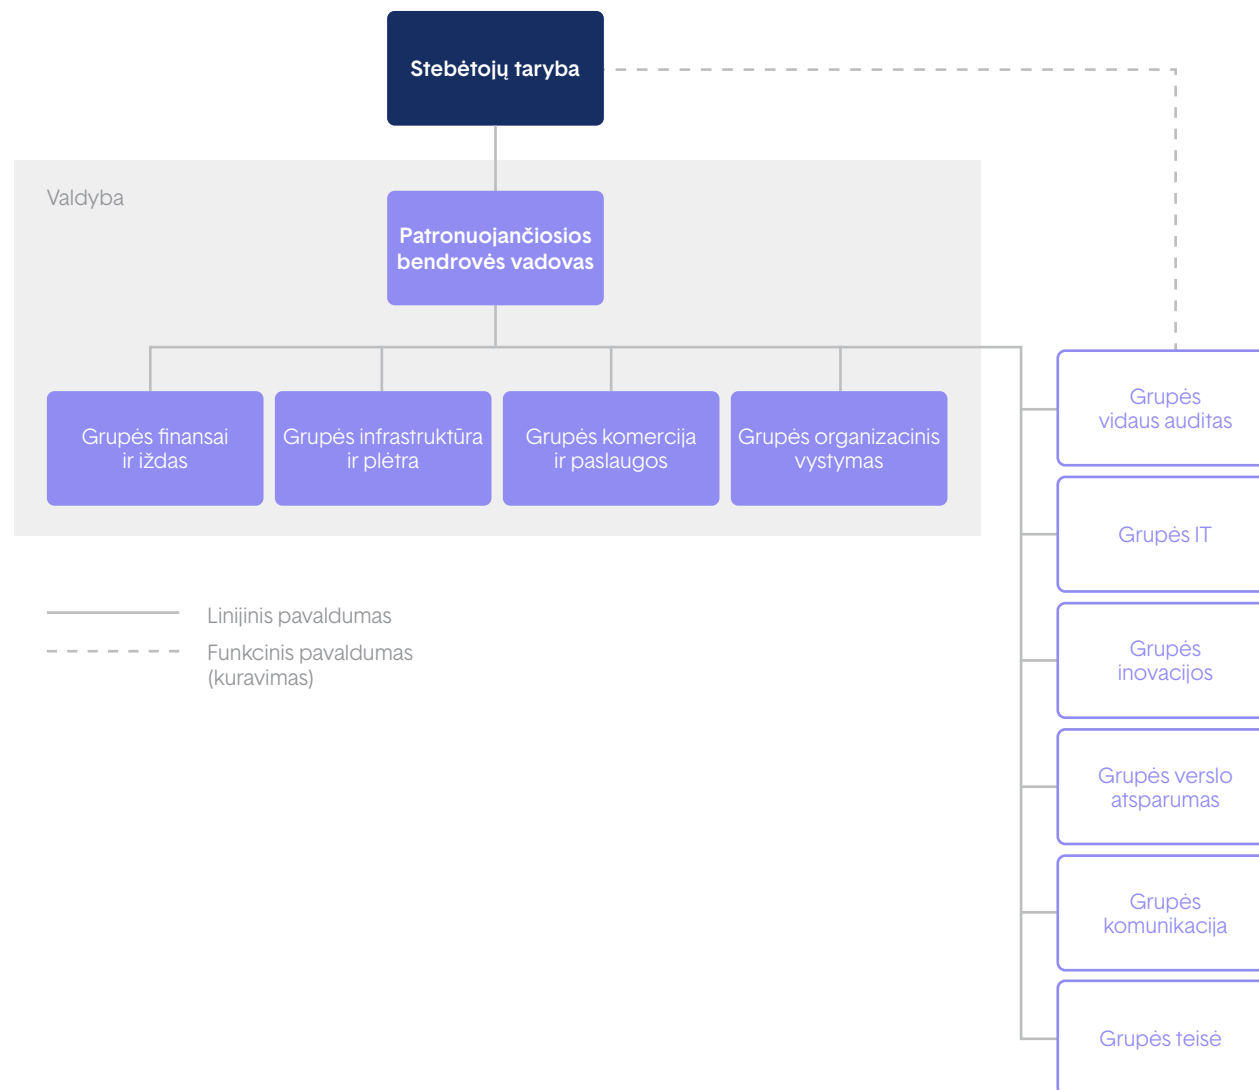 Stebėtojų taryba
Valdyba
Patronuojančiosios
bendrovės vadovas
Grupės finansai
ir iždas
Grupės infrastruktūra
ir plėtra
Grupės komercija
ir paslaugos
Grupės organizacinis
vystymas
Grupės
vidaus auditas
Grupės IT
Grupės
inovacijos
Grupės verslo
atsparumas
Grupės
komunikacija
Grupės teisė
Linijinis pavaldumas
Funkcinis pavaldumas
(kuravimas)